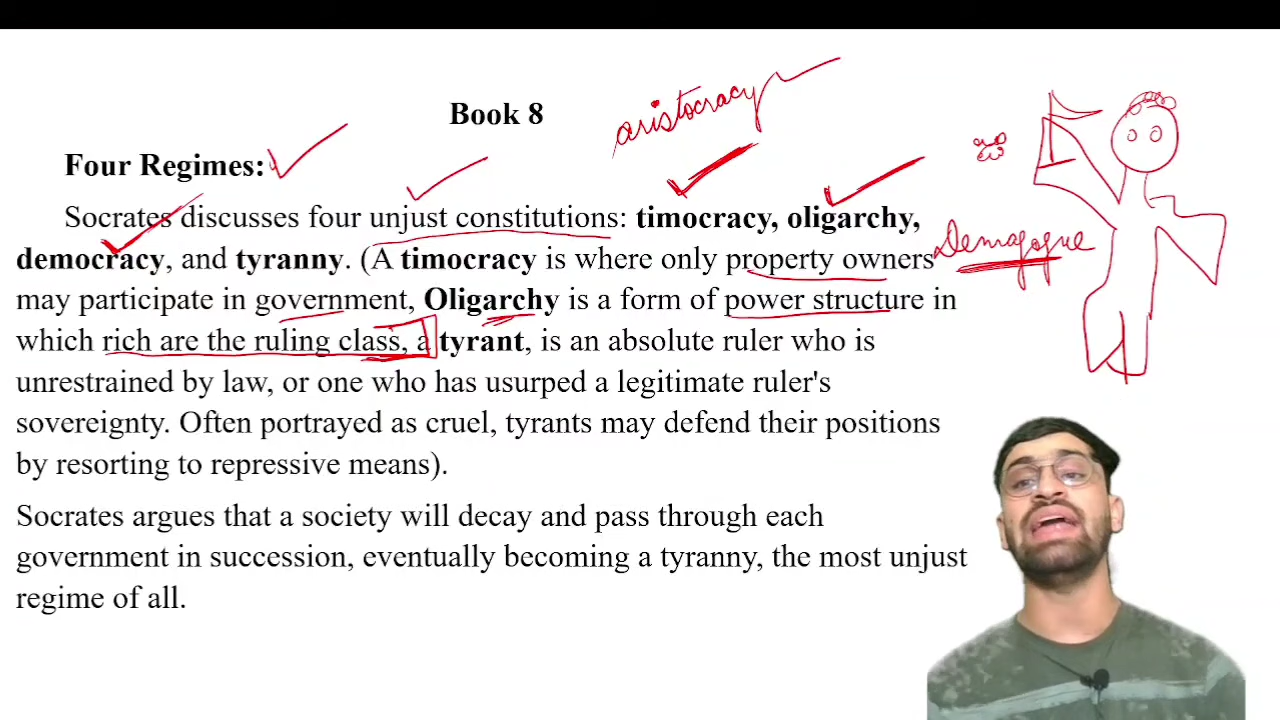 aristocracy
Book 8
Four Regimes:
Socrates discusses four unjust constitutions: timocracy, oligarchy,
democracy, and tyranny. (A timocracy is where only property owners
Demagogue
may participate in government, Oligarchy is a form of power structure in
which rich are the ruling class, a tyrant, is an absolute ruler who is
unrestrained by law, or one who has usurped a legitimate ruler's
sovereignty. Often portrayed as cruel, tyrants may defend their positions
by resorting to repressive means).
Socrates argues that a society will decay and pass through each
government in succession, eventually becoming a tyranny, the most unjust
regime of all.